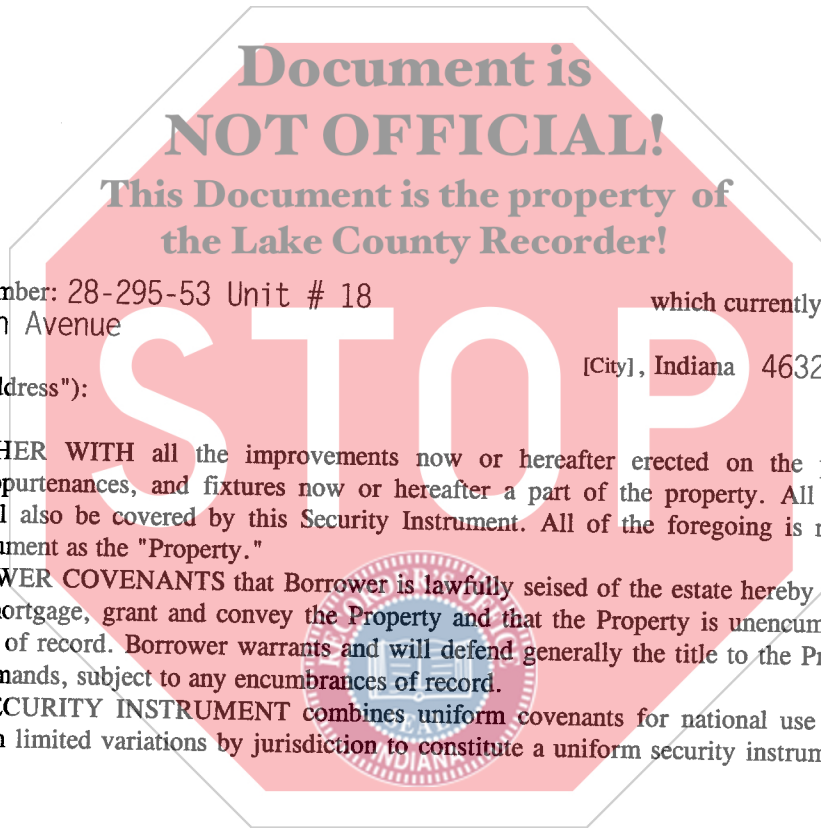 Document is
NOT OFFICIAL!
This Document is the property of
the Lake County Recorder!
mber: 28-295-53 Unit # 18 which currently
n Avenue
[City], Indiana 4632
ddress"):
STOP
HER WITH all the improvements now or hereafter erected on the
ppurtenances, and fixtures now or hereafter a part of the property. All
l also be covered by this Security Instrument. All of the foregoing is r
ument as the "Property."
WER COVENANTS that Borrower is lawfully seised of the estate hereby
ortgage, grant and convey the Property and that the Property is unencum
of record. Borrower warrants and will defend generally the title to the Pr
mands, subject to any encumbrances of record.
ECURITY INSTRUMENT combines uniform covenants for national use
n limited variations by jurisdiction to constitute a uniform security instrum
RECORDER'S OFFICE
SEAL
INDIANA